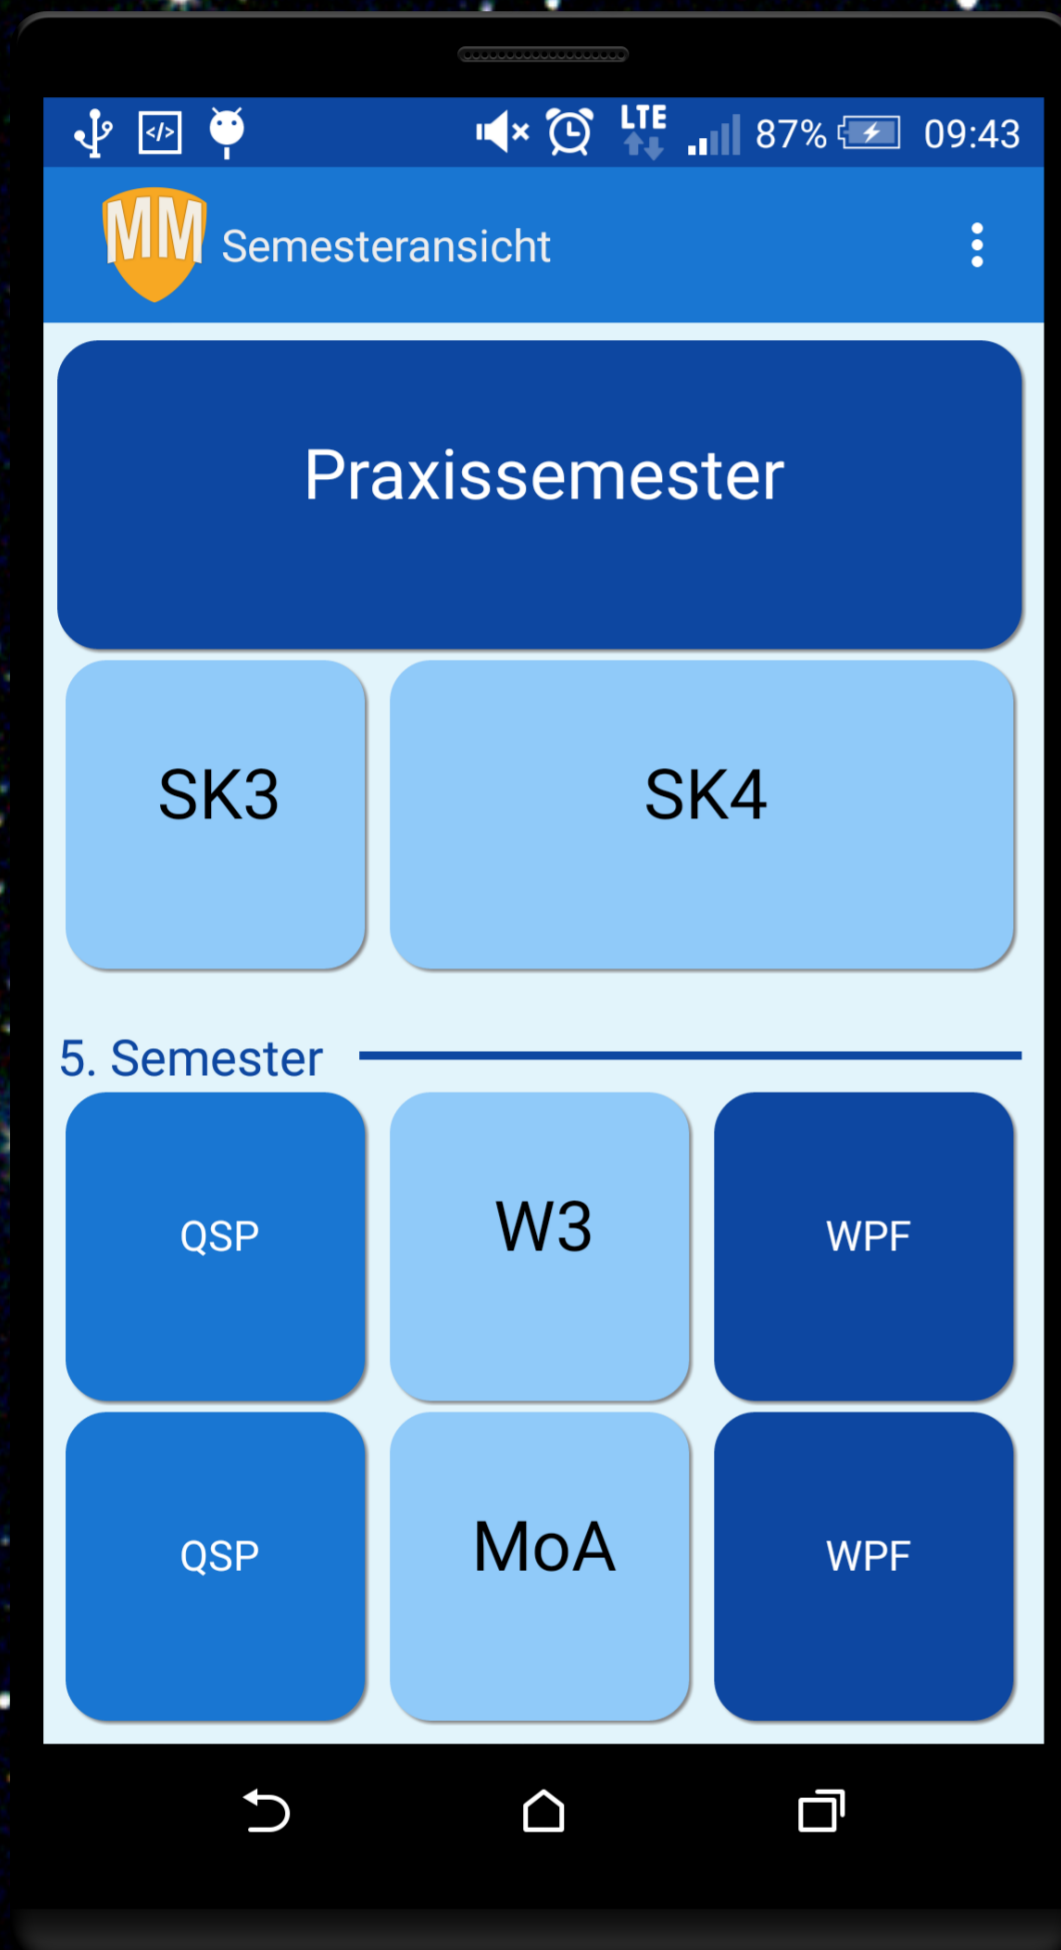 LTE
87% 09:43
MM Semesteransicht
Praxissemester
SK3 SK4
5. Semester
QSP W3 WPF
QSP MoA WPF